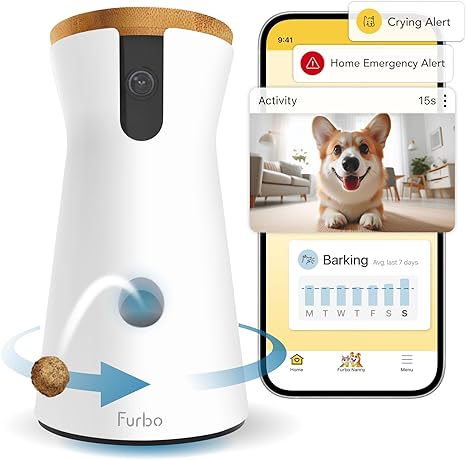 Crying Alert
9:41
Home Emergency Alert
Activity 15s
Barking Avg. last 7 days
M T W T F S S
Home Furbo Nanny Menu
Furbo